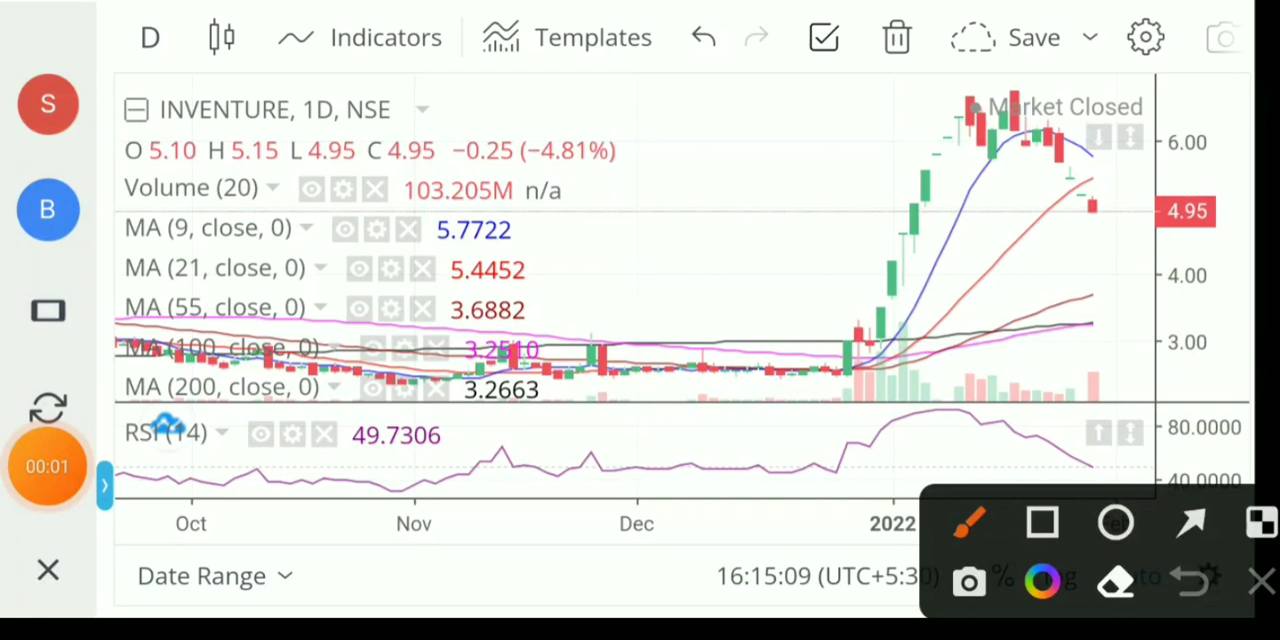 D Indicators Templates Save
S
INVENTURE, 1D, NSE
Market Closed
O 5.10 H 5.15 L 4.95 C 4.95 −0.25 (−4.81%)
6.00
Volume (20) 103.205M n/a
B
4.95
MA (9, close, 0) 5.7722
MA (21, close, 0) 5.4452
4.00
MA (55, close, 0) 3.6882
MA (100, close, 0) 3.2510
3.00
MA (200, close, 0) 3.2663
RSI (14) 49.7306
80.0000
00:01
40.0000
Oct Nov Dec 2022
Date Range 16:15:09 (UTC+5:30) %